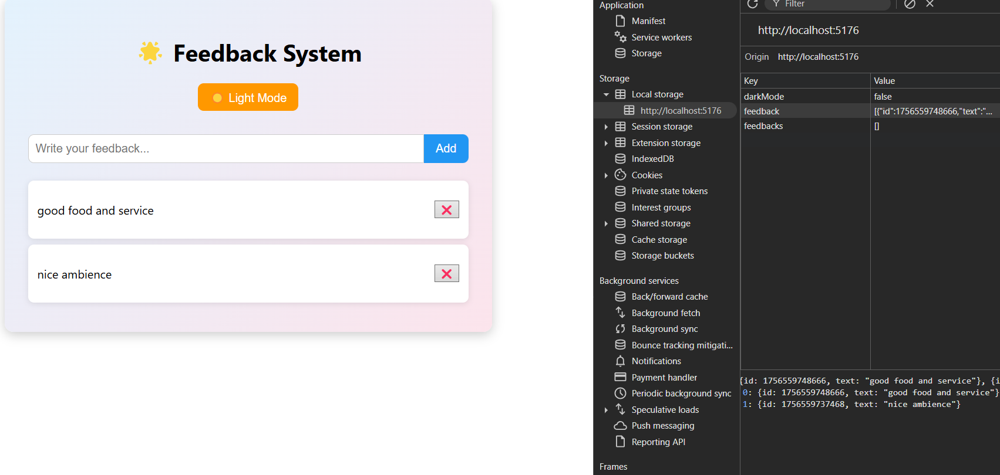 Feedback System
Light Mode
Write your feedback...
Add
good food and service
nice ambience
Application
Manifest
Service workers
Storage
Storage
Local storage
http://localhost:5176
Session storage
Extension storage
IndexedDB
Cookies
Private state tokens
Interest groups
Shared storage
Cache storage
Storage buckets
Background services
Back/forward cache
Background fetch
Background sync
Bounce tracking mitigati...
Notifications
Payment handler
Periodic background sync
Speculative loads
Push messaging
Reporting API
Frames
Filter
http://localhost:5176
Origin http://localhost:5176
Key Value
darkMode false
feedback [{"id":1756559748666,"text":"...
feedbacks []
{id: 1756559748666, text: "good food and service"}, {i
0: {id: 1756559748666, text: "good food and service"}
1: {id: 1756559737468, text: "nice ambience"}